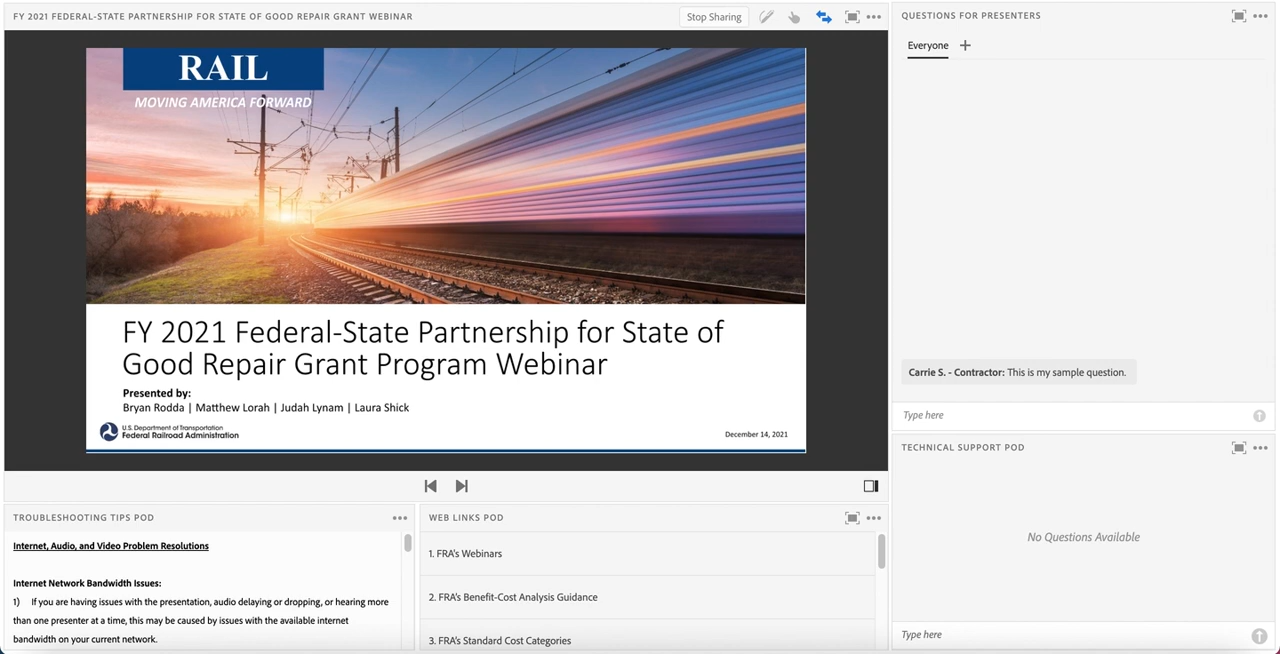 FY 2021 FEDERAL-STATE PARTNERSHIP FOR STATE OF GOOD REPAIR GRANT WEBINAR
Stop Sharing
RAIL
MOVING AMERICA FORWARD
FY 2021 Federal-State Partnership for State of
Good Repair Grant Program Webinar
Presented by:
Bryan Rodda | Matthew Lorah | Judah Lynam | Laura Shick
U.S. Department of Transportation
Federal Railroad Administration
December 14, 2021
QUESTIONS FOR PRESENTERS
Everyone
Carrie S. - Contractor: This is my sample question.
Type here
TECHNICAL SUPPORT POD
No Questions Available
Type here
TROUBLESHOOTING TIPS POD
Internet, Audio, and Video Problem Resolutions
Internet Network Bandwidth Issues:
1) If you are having issues with the presentation, audio delaying or dropping, or hearing more
than one presenter at a time, this may be caused by issues with the available internet
bandwidth on your current network.
WEB LINKS POD
1. FRA's Webinars
2. FRA's Benefit-Cost Analysis Guidance
3. FRA's Standard Cost Categories